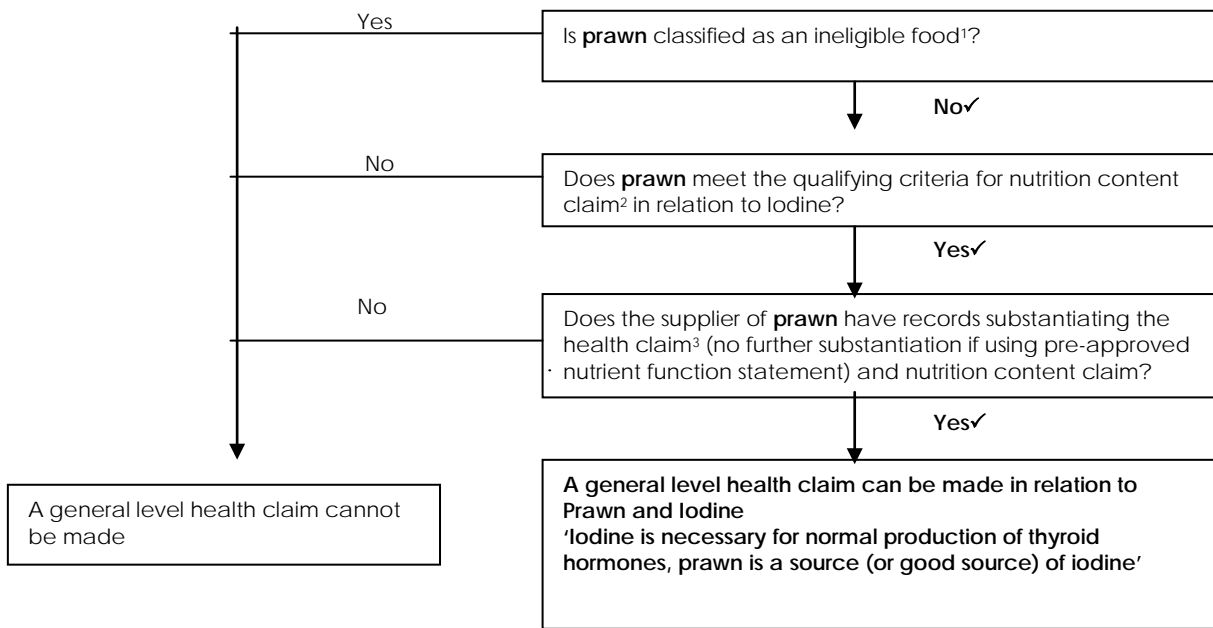 Yes
Is prawn classified as an ineligible food¹?
No✓
No
Does prawn meet the qualifying criteria for nutrition content
claim² in relation to Iodine?
Yes✓
No
Does the supplier of prawn have records substantiating the
health claim³ (no further substantiation if using pre-approved
nutrient function statement) and nutrition content claim?
Yes✓
A general level health claim cannot
be made
A general level health claim can be made in relation to
Prawn and Iodine
‘Iodine is necessary for normal production of thyroid
hormones, prawn is a source (or good source) of iodine’